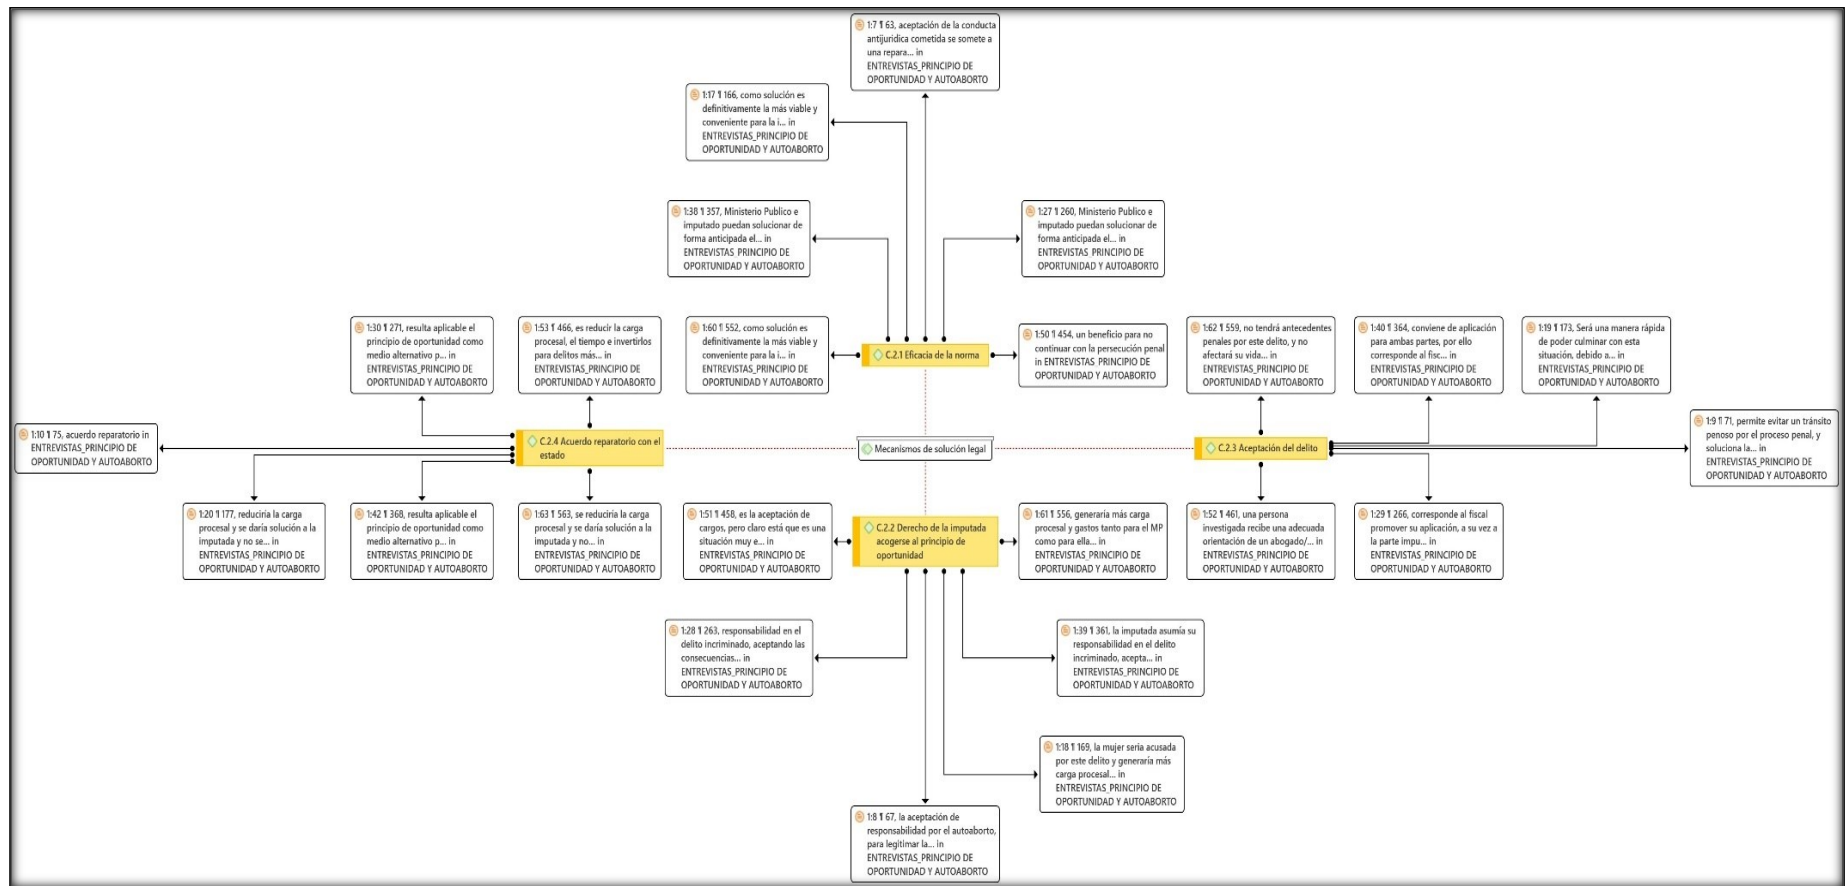 1:7 ¶ 63, aceptación de la conducta
antijuridica cometida se somete a
una repara... in
ENTREVISTAS_PRINCIPIO DE
OPORTUNIDAD Y AUTOABORTO
1:17 ¶ 166, como solución es
definitivamente la más viable y
conveniente para la i... in
ENTREVISTAS_PRINCIPIO DE
OPORTUNIDAD Y AUTOABORTO
1:38 ¶ 357, Ministerio Publico e
imputado puedan solucionar de
forma anticipada el... in
ENTREVISTAS_PRINCIPIO DE
OPORTUNIDAD Y AUTOABORTO
1:27 ¶ 260, Ministerio Publico e
imputado puedan solucionar de
forma anticipada el... in
ENTREVISTAS_PRINCIPIO DE
OPORTUNIDAD Y AUTOABORTO
1:30 ¶ 271, resulta aplicable el
principio de oportunidad como
medio alternativo p... in
ENTREVISTAS_PRINCIPIO DE
OPORTUNIDAD Y AUTOABORTO
1:53 ¶ 466, es reducir la carga
procesal, el tiempo e invertirlos
para delitos más... in
ENTREVISTAS_PRINCIPIO DE
OPORTUNIDAD Y AUTOABORTO
1:60 ¶ 552, como solución es
definitivamente la más viable y
conveniente para la i... in
ENTREVISTAS_PRINCIPIO DE
OPORTUNIDAD Y AUTOABORTO
C.2.1 Eficacia de la norma
1:50 ¶ 454, un beneficio para no
continuar con la persecución penal
in ENTREVISTAS_PRINCIPIO DE
OPORTUNIDAD Y AUTOABORTO
1:62 ¶ 559, no tendrá antecedentes
penales por este delito, y no
afectará su vida... in
ENTREVISTAS_PRINCIPIO DE
OPORTUNIDAD Y AUTOABORTO
1:40 ¶ 364, conviene de aplicación
para ambas partes, por ello
corresponde al fisc... in
ENTREVISTAS_PRINCIPIO DE
OPORTUNIDAD Y AUTOABORTO
1:19 ¶ 173, Será una manera rápida
de poder culminar con esta
situación, debido a... in
ENTREVISTAS_PRINCIPIO DE
OPORTUNIDAD Y AUTOABORTO
1:10 ¶ 75, acuerdo reparatorio in
ENTREVISTAS_PRINCIPIO DE
OPORTUNIDAD Y AUTOABORTO
C.2.4 Acuerdo reparatorio con el
estado
Mecanismos de solución legal
C.2.3 Aceptación del delito
1:9 ¶ 71, permite evitar un tránsito
penoso por el proceso penal, y
soluciona la... in
ENTREVISTAS_PRINCIPIO DE
OPORTUNIDAD Y AUTOABORTO
1:20 ¶ 177, reduciría la carga
procesal y se daría solución a la
imputada y no se... in
ENTREVISTAS_PRINCIPIO DE
OPORTUNIDAD Y AUTOABORTO
1:42 ¶ 368, resulta aplicable el
principio de oportunidad como
medio alternativo p... in
ENTREVISTAS_PRINCIPIO DE
OPORTUNIDAD Y AUTOABORTO
1:63 ¶ 563, se reduciría la carga
procesal y se daría solución a la
imputada y no... in
ENTREVISTAS_PRINCIPIO DE
OPORTUNIDAD Y AUTOABORTO
1:51 ¶ 458, es la aceptación de
cargos, pero claro está que es una
situación muy e... in
ENTREVISTAS_PRINCIPIO DE
OPORTUNIDAD Y AUTOABORTO
C.2.2 Derecho de la imputada
acogerse al principio de
oportunidad
1:61 ¶ 556, generaría más carga
procesal y gastos tanto para el MP
como para ella... in
ENTREVISTAS_PRINCIPIO DE
OPORTUNIDAD Y AUTOABORTO
1:52 ¶ 461, una persona
investigada recibe una adecuada
orientación de un abogado/... in
ENTREVISTAS_PRINCIPIO DE
OPORTUNIDAD Y AUTOABORTO
1:29 ¶ 266, corresponde al fiscal
promover su aplicación, a su vez a
la parte impu... in
ENTREVISTAS_PRINCIPIO DE
OPORTUNIDAD Y AUTOABORTO
1:28 ¶ 263, responsabilidad en el
delito incriminado, aceptando las
consecuencias... in
ENTREVISTAS_PRINCIPIO DE
OPORTUNIDAD Y AUTOABORTO
1:39 ¶ 361, la imputada asumía su
responsabilidad en el delito
incriminado, acepta... in
ENTREVISTAS_PRINCIPIO DE
OPORTUNIDAD Y AUTOABORTO
1:18 ¶ 169, la mujer seria acusada
por este delito y generaría más
carga procesal... in
ENTREVISTAS_PRINCIPIO DE
OPORTUNIDAD Y AUTOABORTO
1:8 ¶ 67, la aceptación de
responsabilidad por el autoaborto,
para legitimar la... in
ENTREVISTAS_PRINCIPIO DE
OPORTUNIDAD Y AUTOABORTO